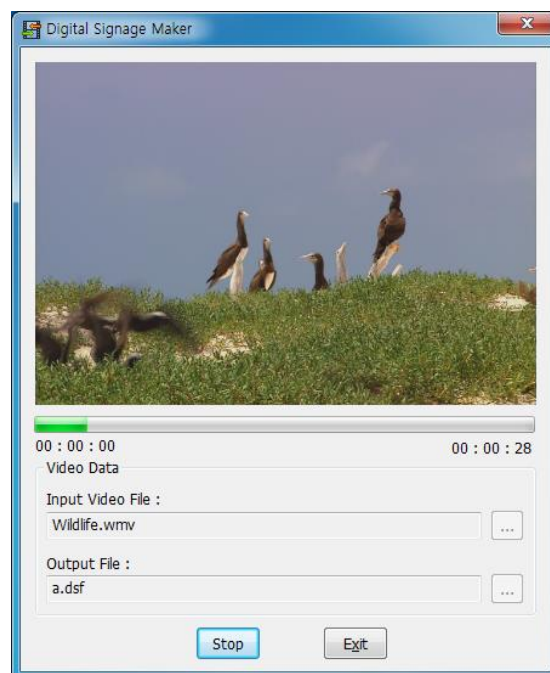 Digital Signage Maker
00 : 00 : 00
00 : 00 : 28
Video Data
Input Video File :
Wildlife.wmv
...
Output File :
a.dsf
...
Stop
Exit